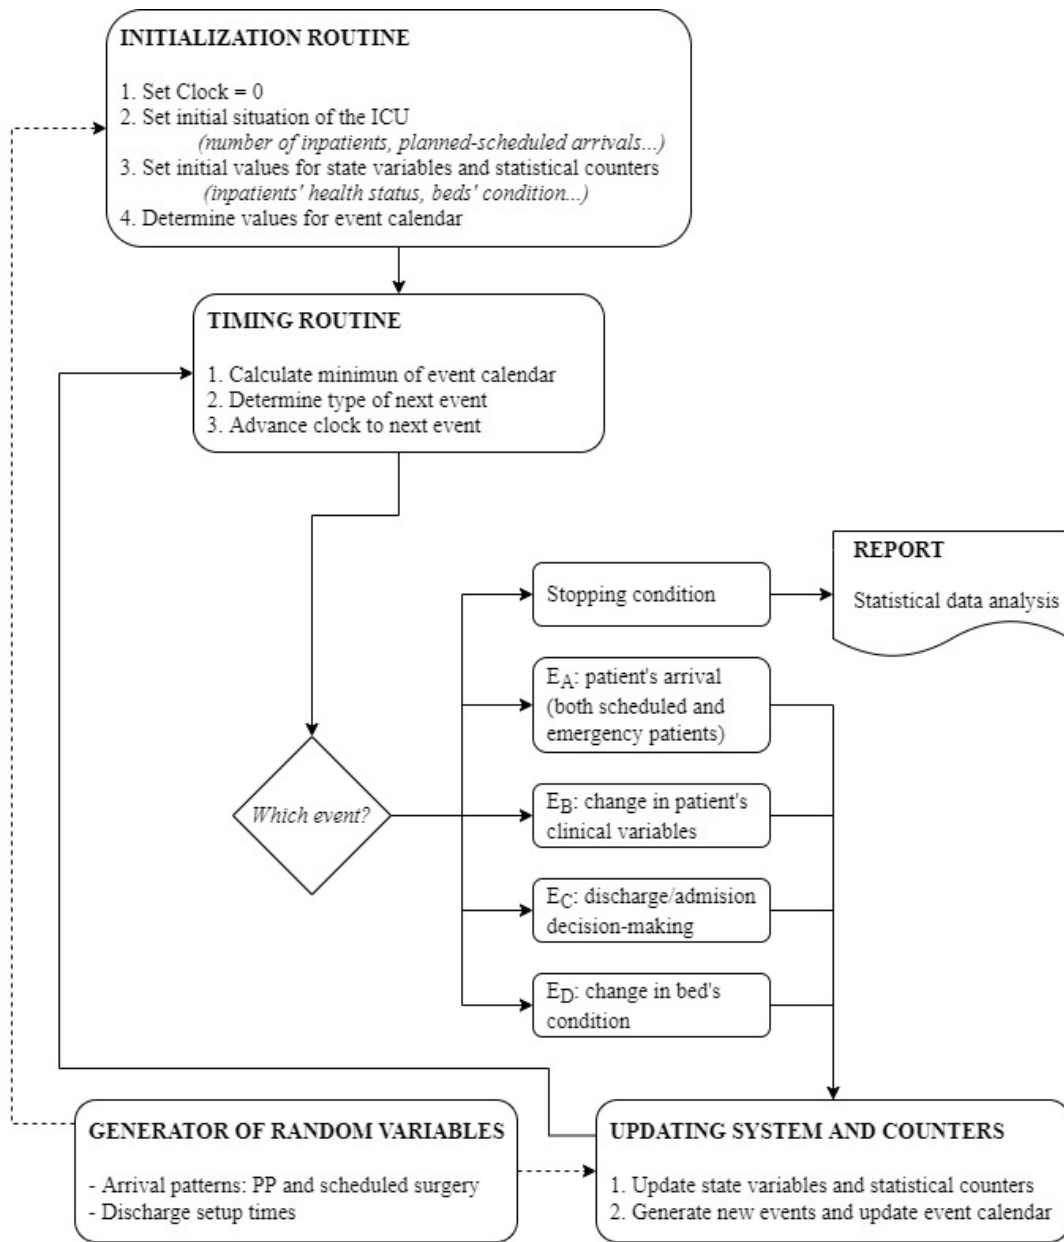 INITIALIZATION ROUTINE
1. Set Clock = 0
2. Set initial situation of the ICU
(number of inpatients, planned-scheduled arrivals...)
3. Set initial values for state variables and statistical counters
(inpatients' health status, beds' condition...)
4. Determine values for event calendar
TIMING ROUTINE
1. Calculate minimun of event calendar
2. Determine type of next event
3. Advance clock to next event
Which event?
Stopping condition
REPORT
Statistical data analysis
EA: patient's arrival
(both scheduled and
emergency patients)
EB: change in patient's
clinical variables
EC: discharge/admision
decision-making
ED: change in bed's
condition
GENERATOR OF RANDOM VARIABLES
- Arrival patterns: PP and scheduled surgery
- Discharge setup times
UPDATING SYSTEM AND COUNTERS
1. Update state variables and statistical counters
2. Generate new events and update event calendar